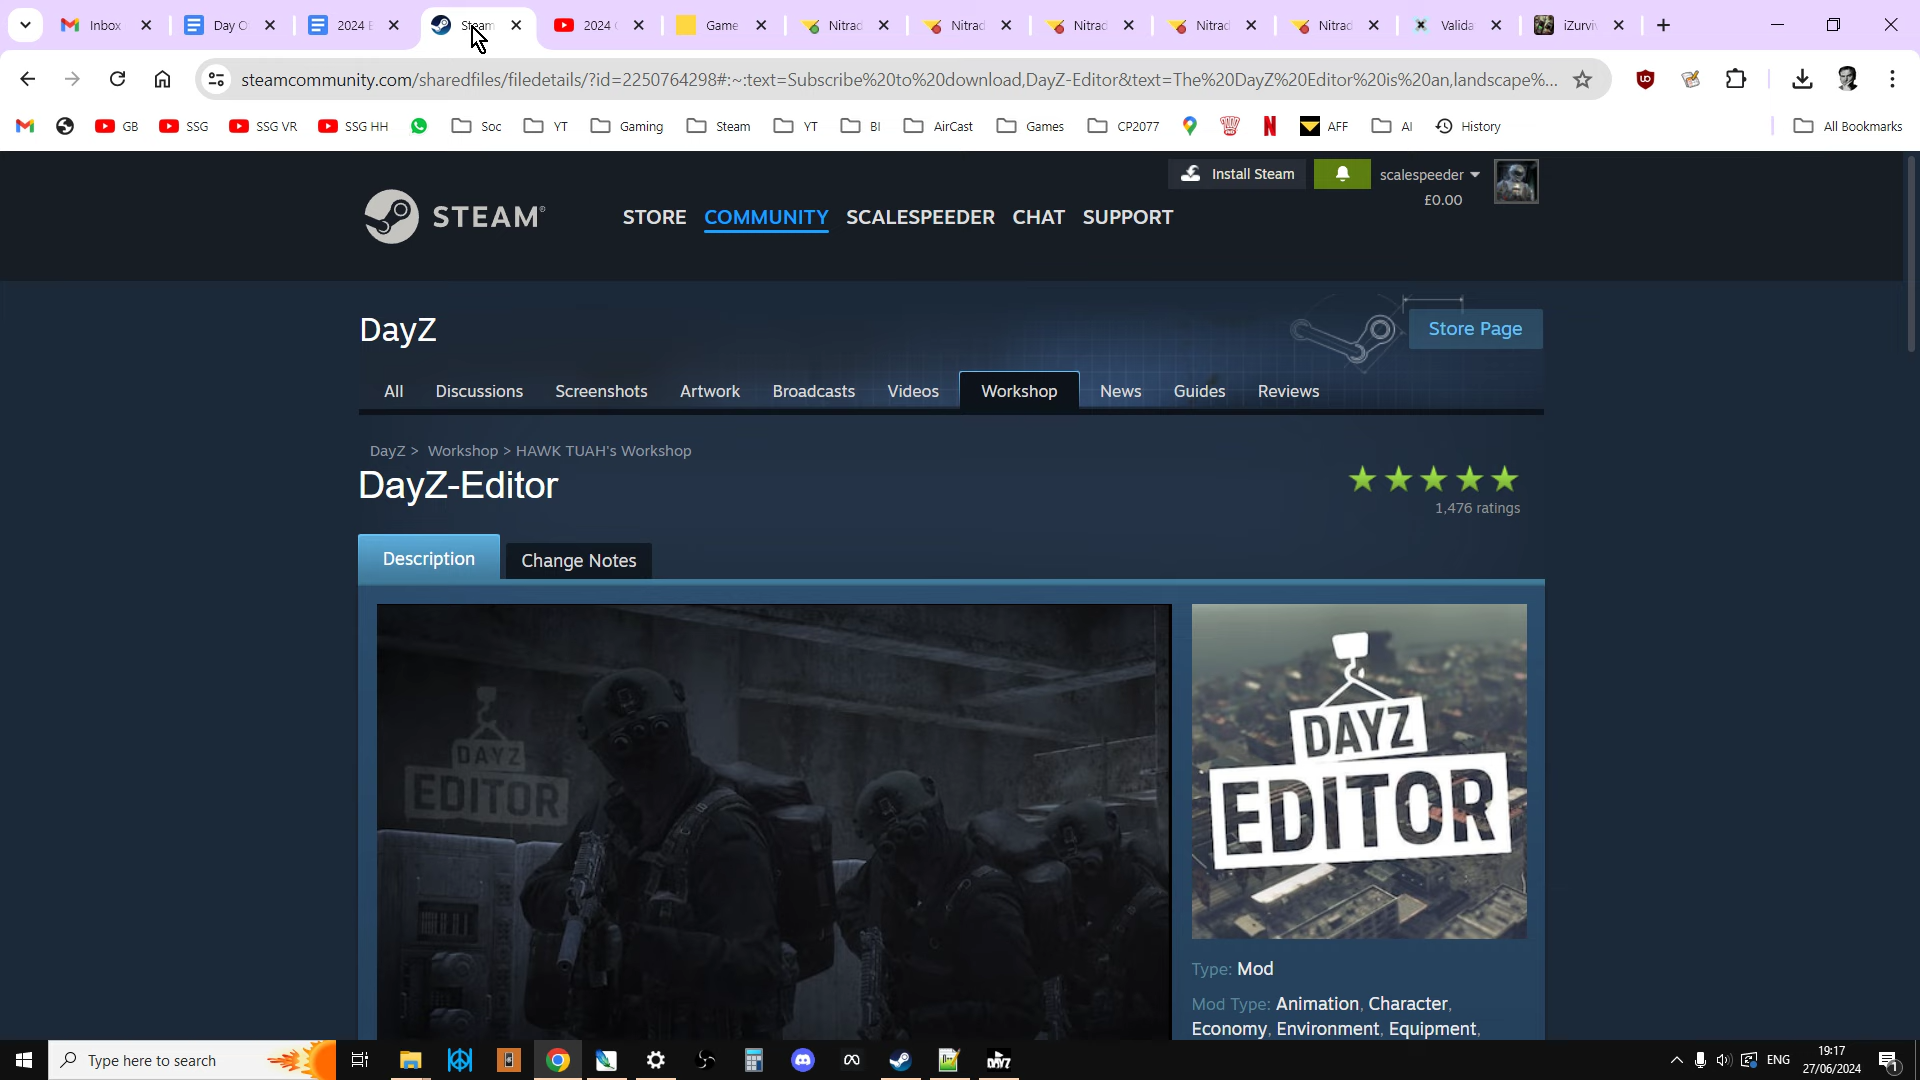 Inbox
Day O
2024 E
Steam
2024
Game
Nitrad
Nitrad
Nitrad
Nitrad
Nitrad
Valida
iZurvi
steamcommunity.com/sharedfiles/filedetails/?id=2250764298#:~:text=Subscribe%20to%20download,DayZ-Editor&text=The%20DayZ%20Editor%20is%20an,landscape%...
GB
SSG
SSG VR
SSG HH
Soc
YT
Gaming
Steam
YT
BI
AirCast
Games
CP2077
AFF
AI
History
All Bookmarks
Install Steam
scalespeeder
£0.00
STEAM®
STORE
COMMUNITY
SCALESPEEDER
CHAT
SUPPORT
DayZ
Store Page
All
Discussions
Screenshots
Artwork
Broadcasts
Videos
Workshop
News
Guides
Reviews
DayZ > Workshop > HAWK TUAH's Workshop
DayZ-Editor
1,476 ratings
Description
Change Notes
DAYZ
EDITOR
DAYZ
EDITOR
Type: Mod
Mod Type: Animation, Character,
Economy, Environment, Equipment,
Type here to search
DAYZ
ENG
19:17
27/06/2024
1